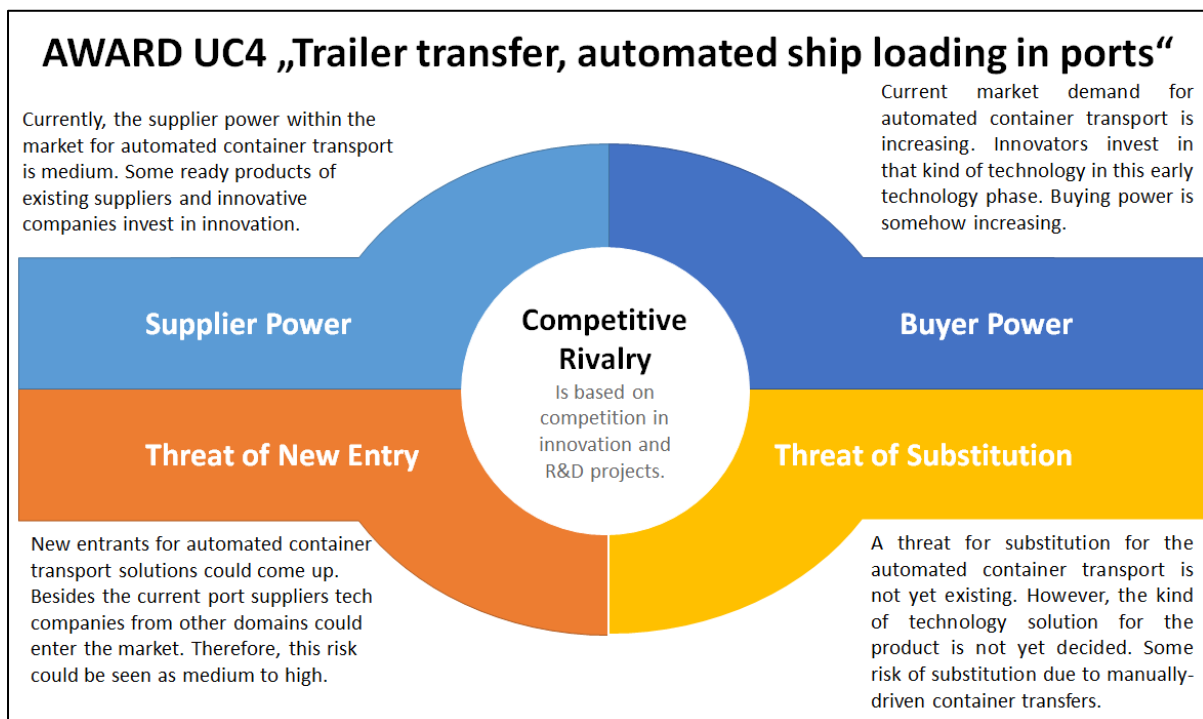 AWARD UC4 „Trailer transfer, automated ship loading in ports“
Currently, the supplier power within the
market for automated container transport
is medium. Some ready products of
existing suppliers and innovative
companies invest in innovation.
Current market demand for
automated container transport is
increasing. Innovators invest in
that kind of technology in this early
technology phase. Buying power is
somehow increasing.
Supplier Power
Buyer Power
Competitive
Rivalry
Is based on
competition in
innovation and
R&D projects.
Threat of New Entry
Threat of Substitution
New entrants for automated container
transport solutions could come up.
Besides the current port suppliers tech
companies from other domains could
enter the market. Therefore, this risk
could be seen as medium to high.
A threat for substitution for the
automated container transport is
not yet existing. However, the kind
of technology solution for the
product is not yet decided. Some
risk of substitution due to manually-
driven container transfers.